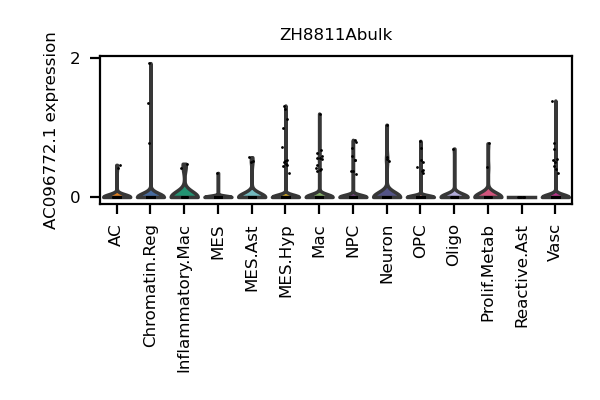 ZH8811Abulk
AC096772.1 expression
2
0
AC
Chromatin.Reg
Inflammatory.Mac
MES
MES.Ast
MES.Hyp
Mac
NPC
Neuron
OPC
Oligo
Prolif.Metab
Reactive.Ast
Vasc